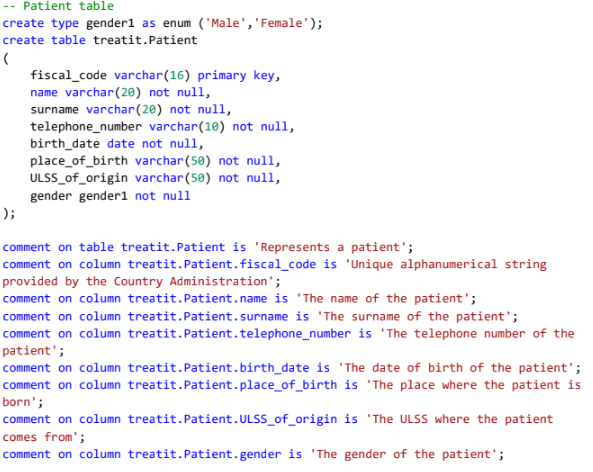 -- Patient table
create type gender1 as enum ('Male','Female');
create table treatit.Patient
(
    fiscal_code varchar(16) primary key,
    name varchar(20) not null,
    surname varchar(20) not null,
    telephone_number varchar(10) not null,
    birth_date date not null,
    place_of_birth varchar(50) not null,
    ULSS_of_origin varchar(50) not null,
    gender gender1 not null
);

comment on table treatit.Patient is 'Represents a patient';
comment on column treatit.Patient.fiscal_code is 'Unique alphanumerical string
provided by the Country Administration';
comment on column treatit.Patient.name is 'The name of the patient';
comment on column treatit.Patient.surname is 'The surname of the patient';
comment on column treatit.Patient.telephone_number is 'The telephone number of the
patient';
comment on column treatit.Patient.birth_date is 'The date of birth of the patient';
comment on column treatit.Patient.place_of_birth is 'The place where the patient is
born';
comment on column treatit.Patient.ULSS_of_origin is 'The ULSS where the patient
comes from';
comment on column treatit.Patient.gender is 'The gender of the patient';